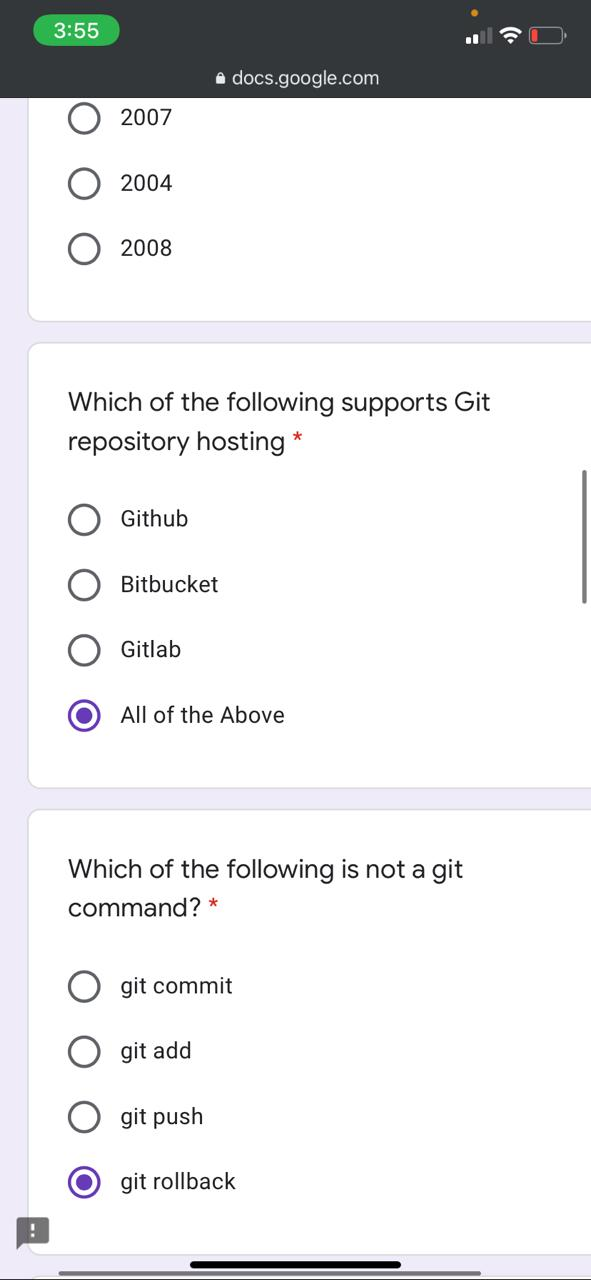 3:55
docs.google.com
2007
2004
2008
Which of the following supports Git
repository hosting *
Github
Bitbucket
Gitlab
All of the Above
Which of the following is not a git
command? *
git commit
git add
git push
git rollback